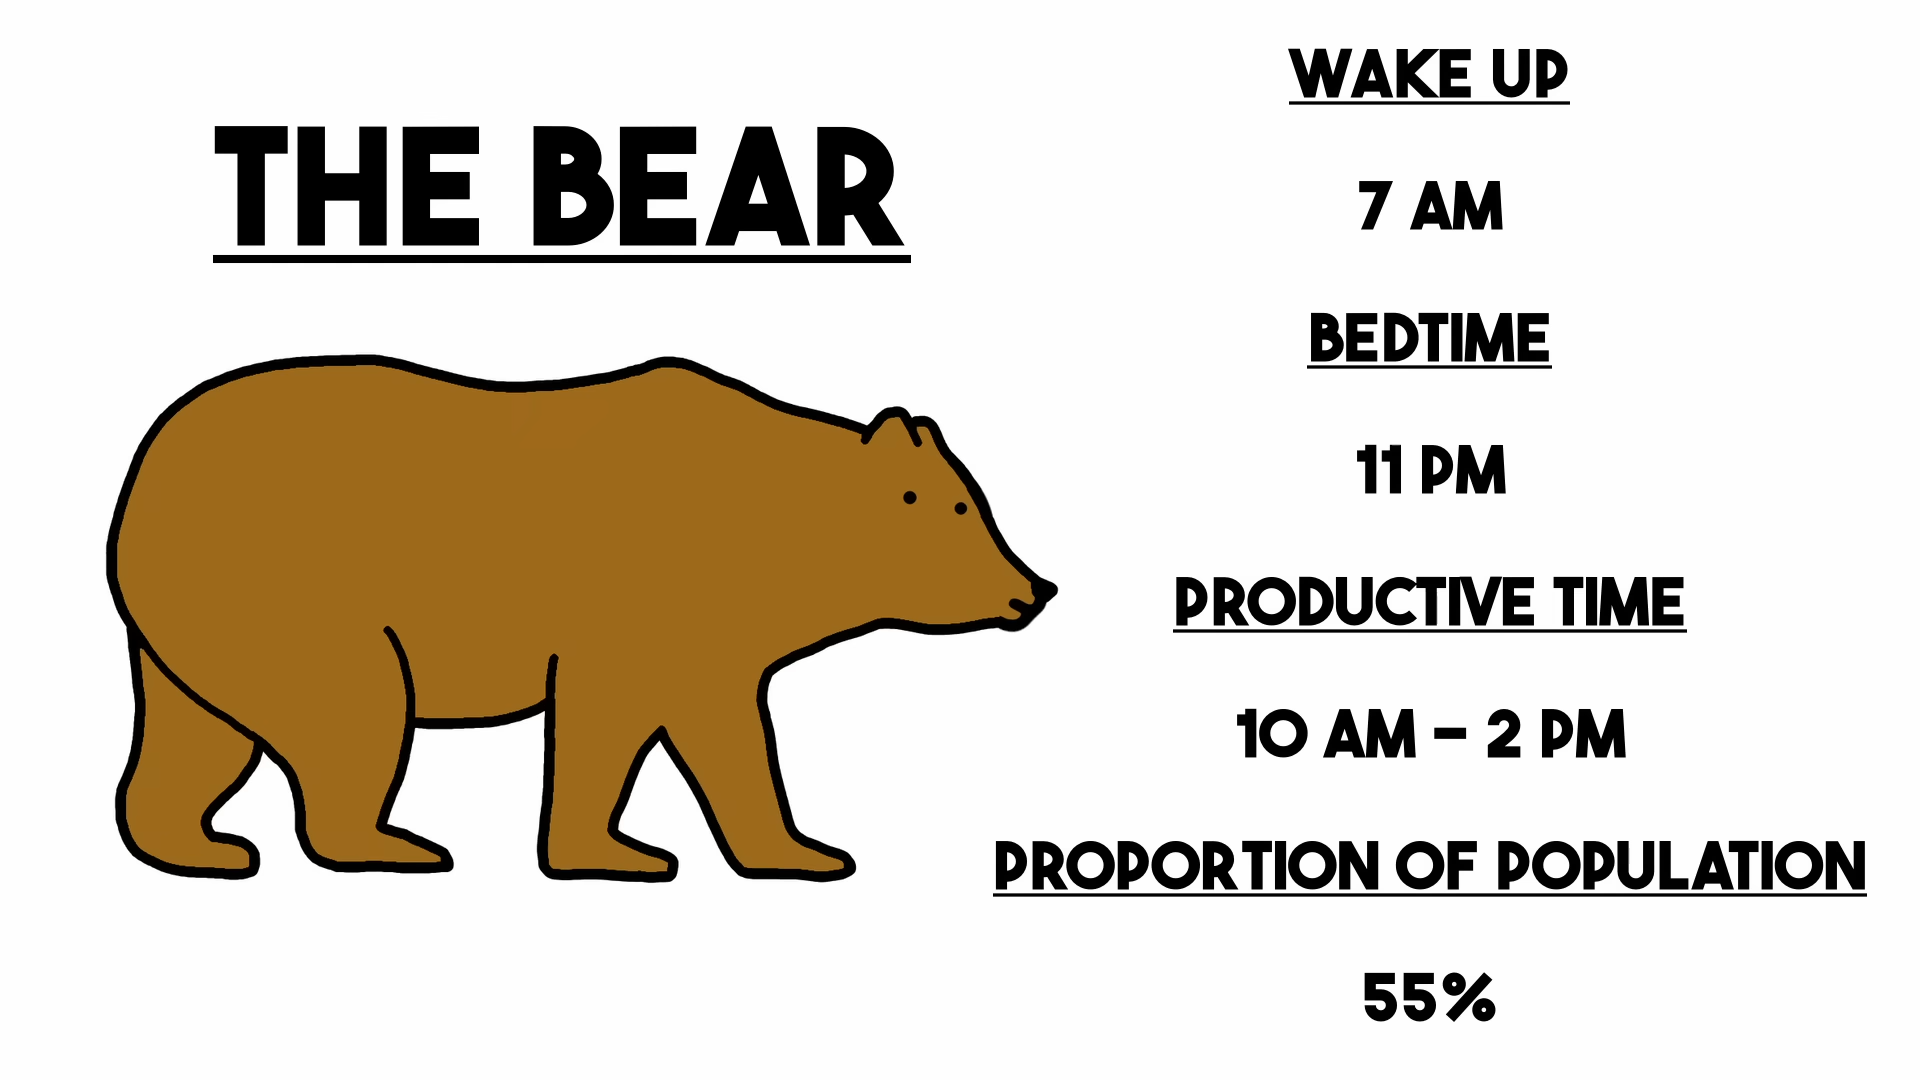 THE BEAR
WAKE UP
7 AM
BEDTIME
11 PM
PRODUCTIVE TIME
10 AM - 2 PM
PROPORTION OF POPULATION
55%